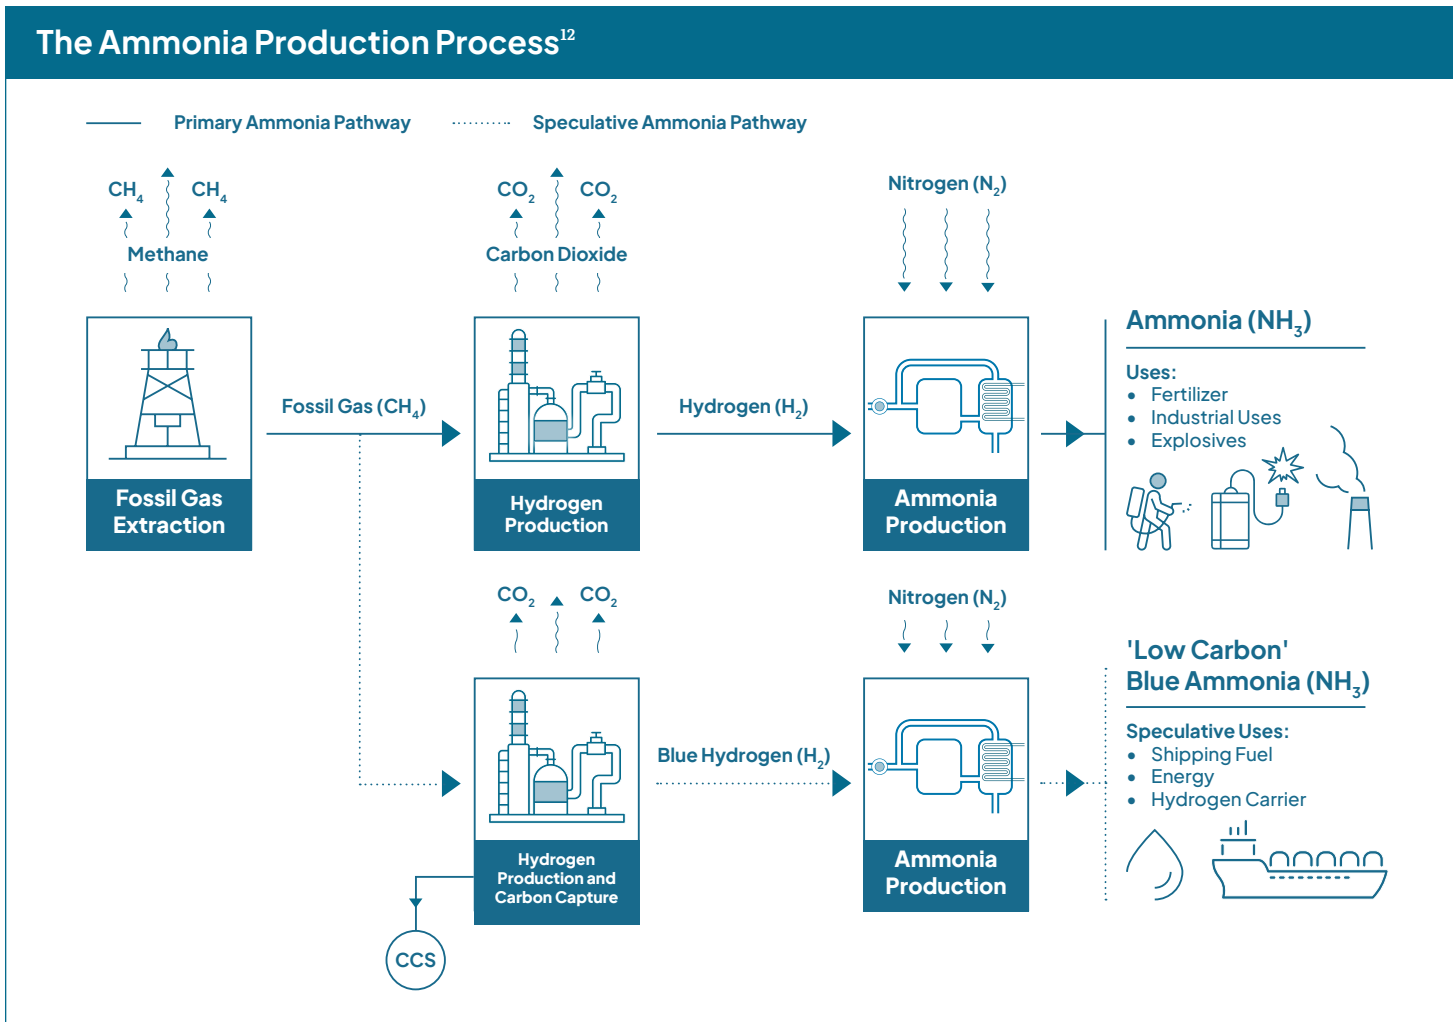 The Ammonia Production Process¹²
Primary Ammonia Pathway
Speculative Ammonia Pathway
CH₄ CH₄
Methane
CO₂ CO₂
Carbon Dioxide
Nitrogen (N₂)
Fossil Gas (CH₄)
Hydrogen (H₂)
Fossil Gas
Extraction
Hydrogen
Production
Ammonia
Production
Ammonia (NH₃)
Uses:
• Fertilizer
• Industrial Uses
• Explosives
CO₂ CO₂
Nitrogen (N₂)
Blue Hydrogen (H₂)
Hydrogen
Production and
Carbon Capture
CCS
Ammonia
Production
'Low Carbon'
Blue Ammonia (NH₃)
Speculative Uses:
• Shipping Fuel
• Energy
• Hydrogen Carrier